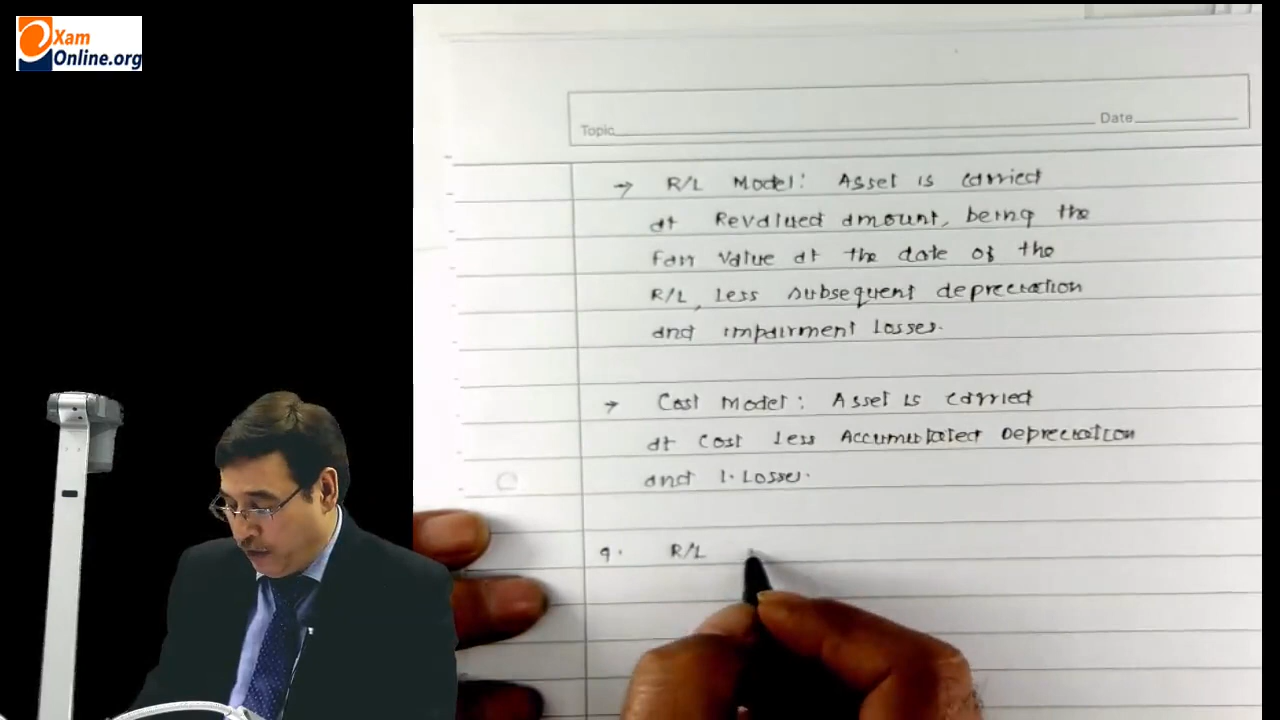 Xam
Online.org
Topic
Date
→ R/L Model: Asset is carried
at Revalued amount, being the
fair value at the date of the
R/L, Less subsequent depreciation
and impairment Losses.
→ Cost Model: Asset is carried
at cost less Accumulated Depreciation
and I. Losses.
9. R/L